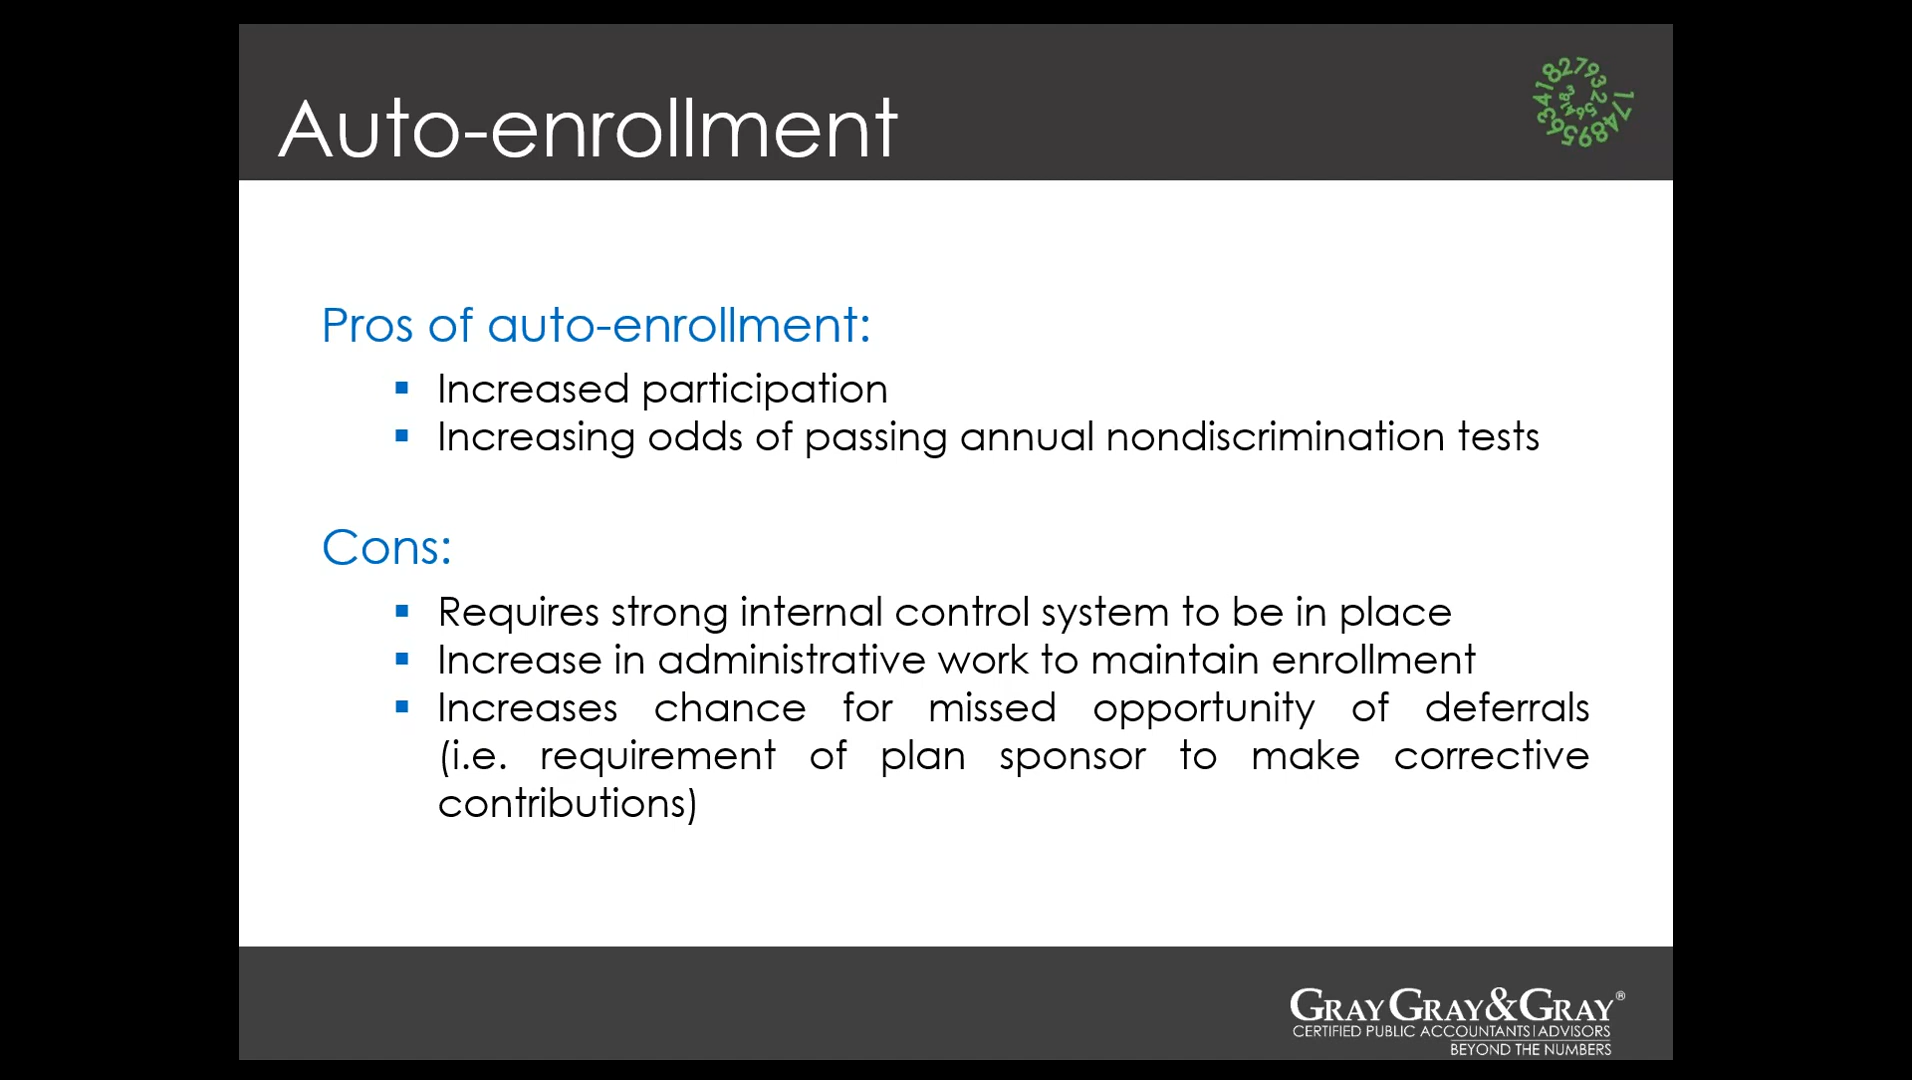 Auto-enrollment
Pros of auto-enrollment:
▪ Increased participation
▪ Increasing odds of passing annual nondiscrimination tests
Cons:
▪ Requires strong internal control system to be in place
▪ Increase in administrative work to maintain enrollment
▪ Increases chance for missed opportunity of deferrals
(i.e. requirement of plan sponsor to make corrective
contributions)
GRAY GRAY & GRAY®
CERTIFIED PUBLIC ACCOUNTANTS | ADVISORS
BEYOND THE NUMBERS